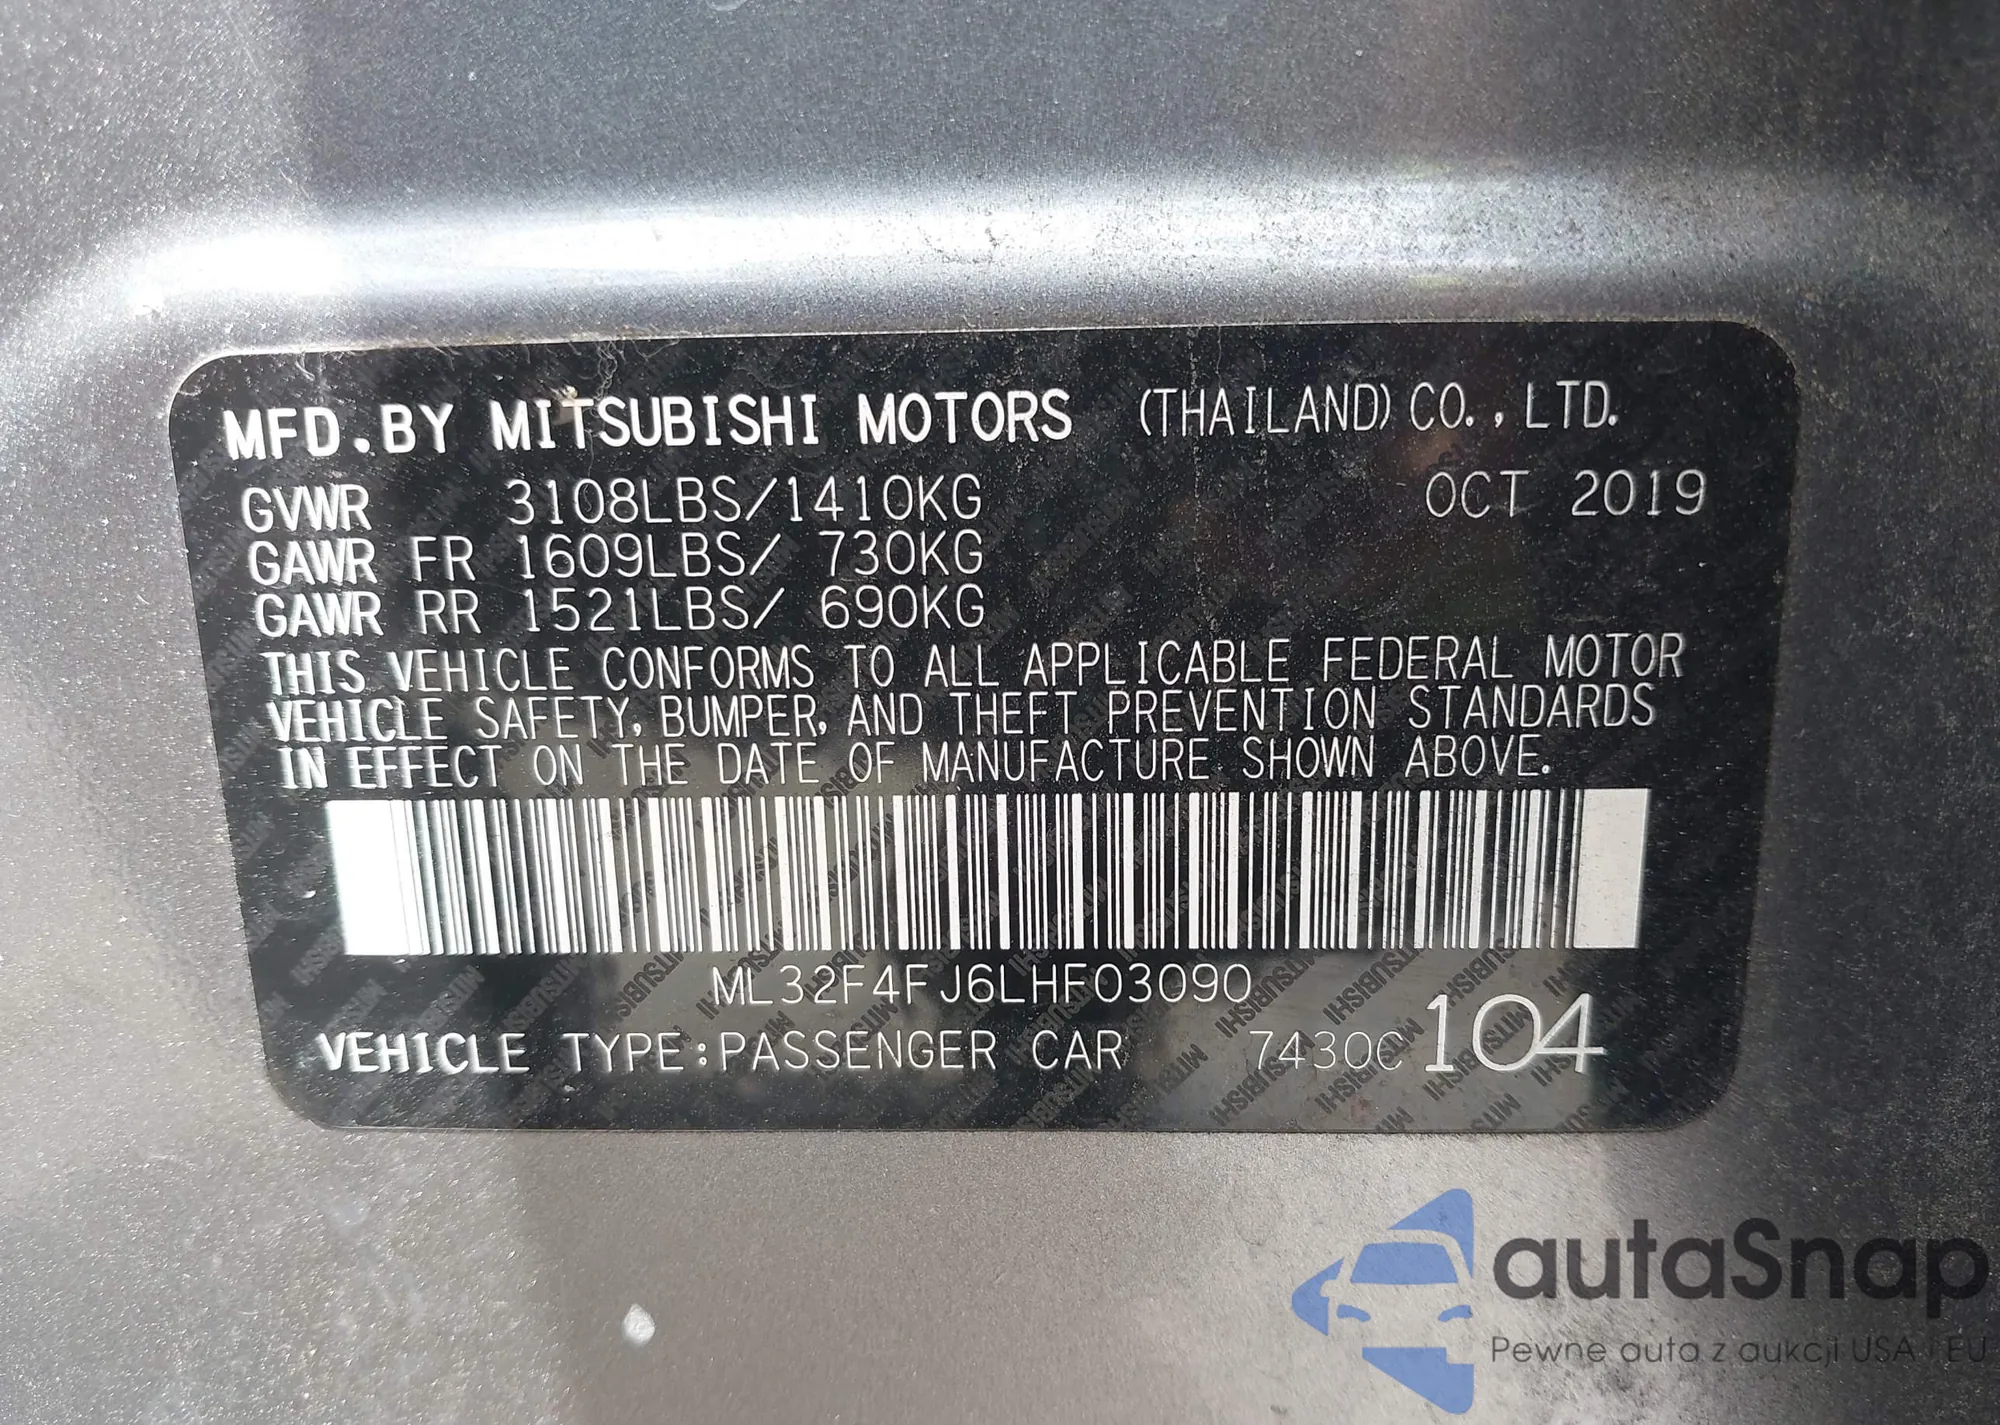 MFD.BY MITSUBISHI MOTORS (THAILAND) CO., LTD.
GVWR 3108LBS/1410KG OCT 2019
GAWR FR 1609LBS/ 730KG
GAWR RR 1521LBS/ 690KG
THIS VEHICLE CONFORMS TO ALL APPLICABLE FEDERAL MOTOR
VEHICLE SAFETY, BUMPER, AND THEFT PREVENTION STANDARDS
IN EFFECT ON THE DATE OF MANUFACTURE SHOWN ABOVE.
ML32F4FJ6LHF03090
VEHICLE TYPE:PASSENGER CAR 7430C 104
autaSnap
Pewne auta z aukcji USA i EU